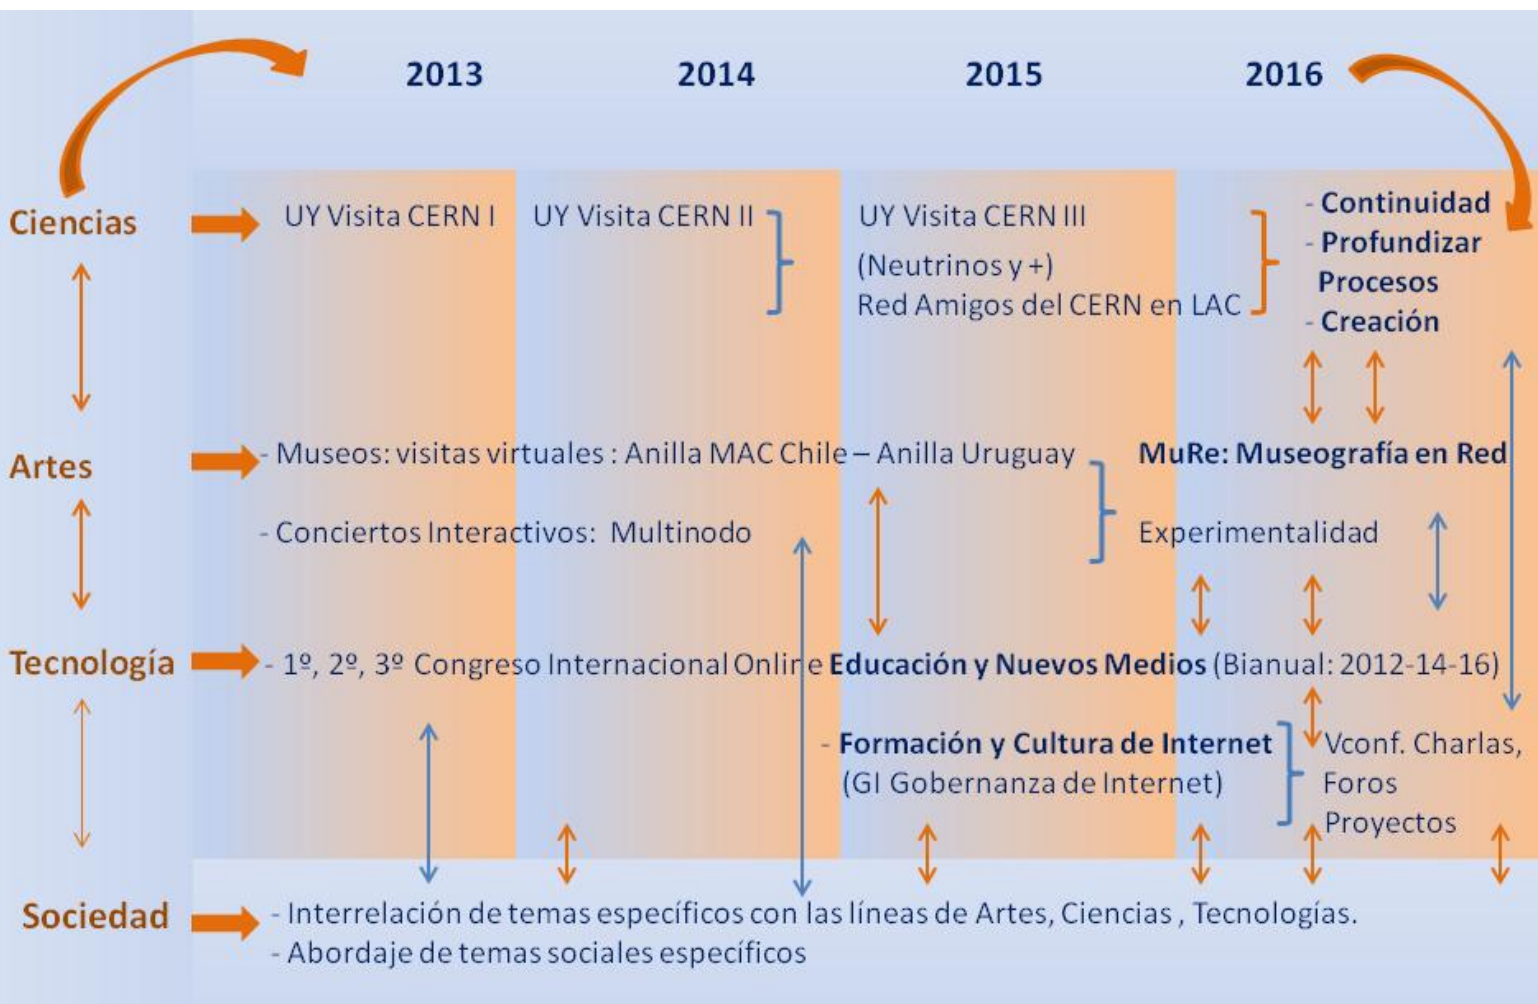 2013 2014 2015 2016
Ciencias
UY Visita CERN I
UY Visita CERN II
UY Visita CERN III
(Neutrinos y +)
Red Amigos del CERN en LAC
- Continuidad
- Profundizar
Procesos
- Creación
Artes
- Museos: visitas virtuales : Anilla MAC Chile – Anilla Uruguay
MuRe: Museografía en Red
- Conciertos Interactivos: Multinodo
Experimentalidad
Tecnología
- 1º, 2º, 3º Congreso Internacional Online Educación y Nuevos Medios (Bianual: 2012-14-16)
- Formación y Cultura de Internet
(GI Gobernanza de Internet)
Vconf. Charlas,
Foros
Proyectos
Sociedad
- Interrelación de temas específicos con las líneas de Artes, Ciencias , Tecnologías.
- Abordaje de temas sociales específicos